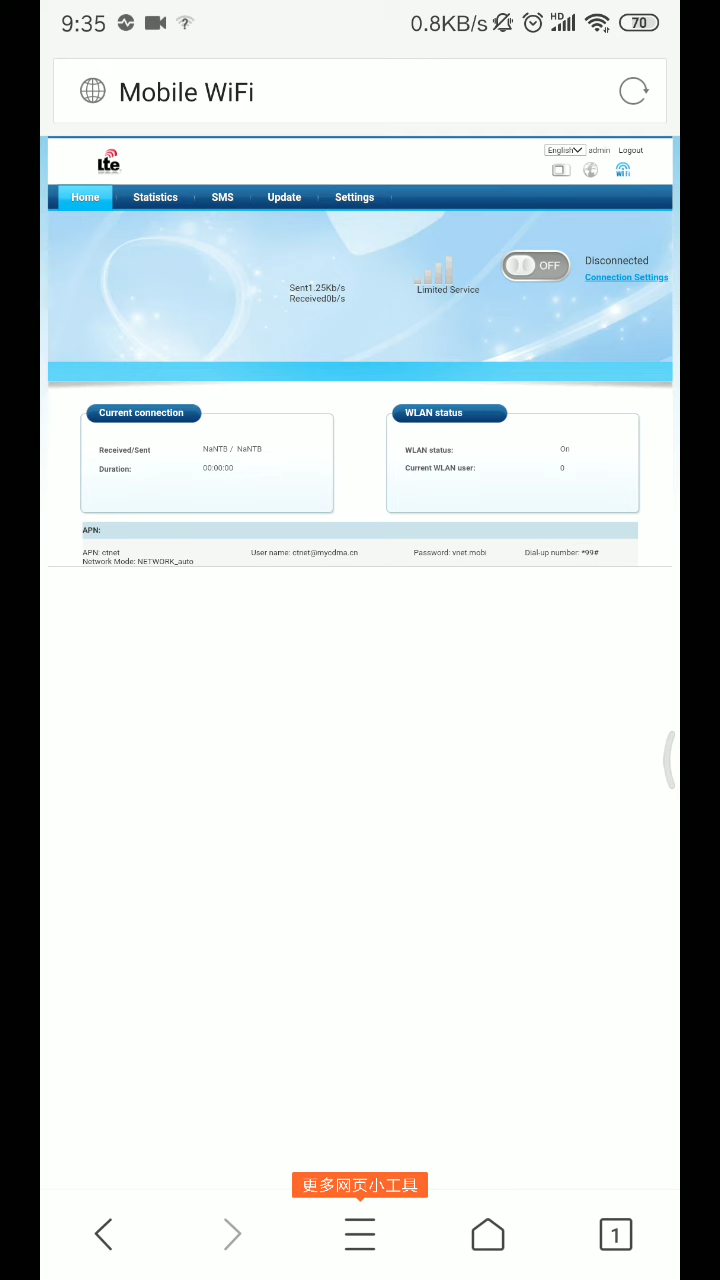 9:35
0.8KB/s HD 70
Mobile WiFi
English admin Logout
Lte
WiFi
Home Statistics SMS Update Settings
OFF Disconnected
Connection Settings
Sent1.25Kb/s
Received0b/s
Limited Service
Current connection
Received/Sent NaNTB / NaNTB
Duration: 00:00:00
WLAN status
WLAN status: On
Current WLAN user: 0
APN:
APN: ctnet User name: ctnet@mycdma.cn Password: vnet.mobi Dial-up number: *99#
Network Mode: NETWORK_auto
更多网页小工具
1